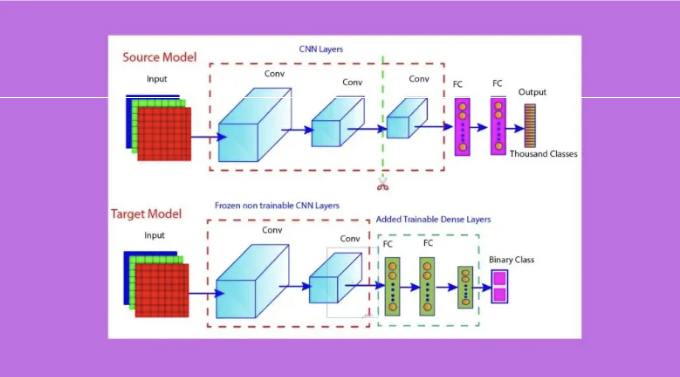 CNN Layers
Source Model
Input
Conv
Conv
Conv
FC
FC
Output
Thousand Classes
Frozen non trainable CNN Layers
Target Model
Added Trainable Dense Layers
Input
Conv
Conv
FC
FC
Binary Class